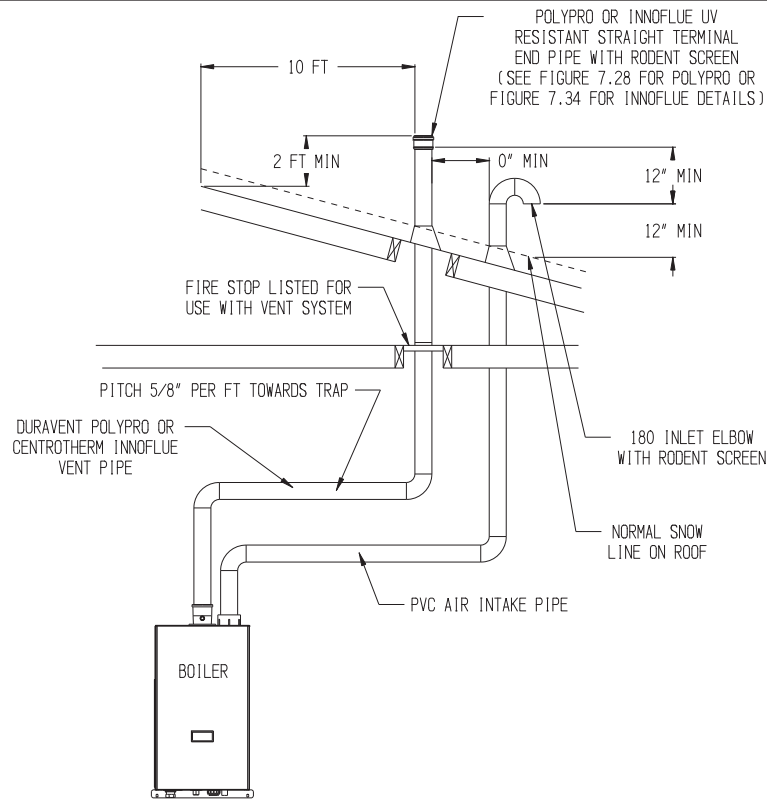 POLYPRO OR INNOFLUE UV
RESISTANT STRAIGHT TERMINAL
END PIPE WITH RODENT SCREEN
(SEE FIGURE 7.28 FOR POLYPRO OR
FIGURE 7.34 FOR INNOFLUE DETAILS)
10 FT
2 FT MIN
0" MIN
12" MIN
12" MIN
FIRE STOP LISTED FOR
USE WITH VENT SYSTEM
PITCH 5/8" PER FT TOWARDS TRAP
DURAVENT POLYPRO OR
CENTROTHERM INNOFLUE
VENT PIPE
180 INLET ELBOW
WITH RODENT SCREEN
NORMAL SNOW
LINE ON ROOF
PVC AIR INTAKE PIPE
BOILER